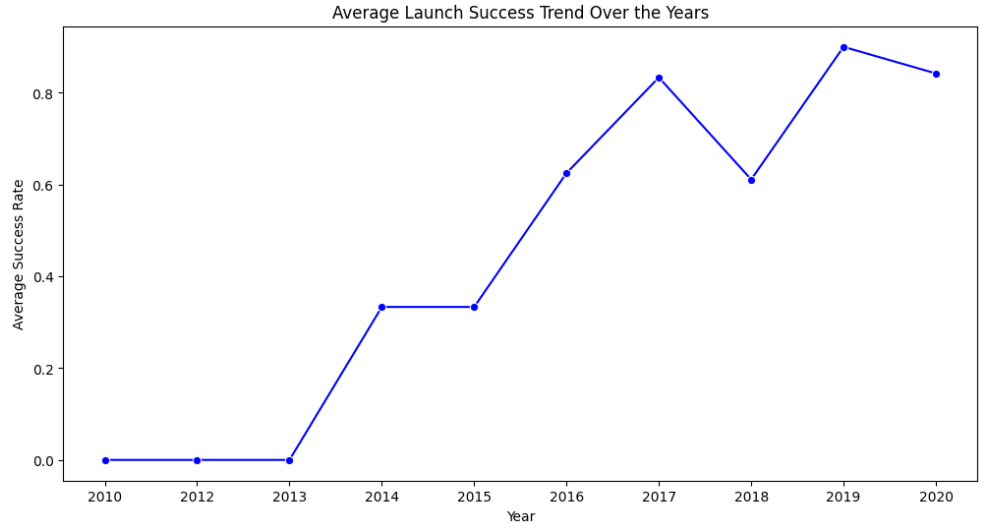 Average Launch Success Trend Over the Years
Average Success Rate
0.8
0.6
0.4
0.2
0.0
2010 2012 2013 2014 2015 2016 2017 2018 2019 2020
Year